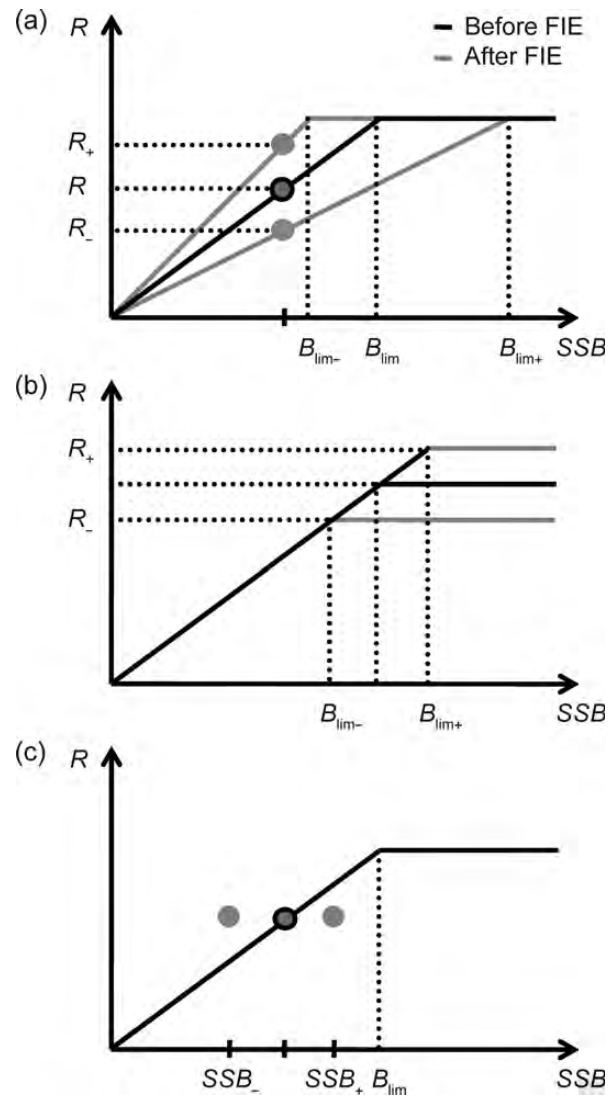 (a)
R
Before FIE
After FIE
R+
R
R−
Blim−
Blim
Blim+
SSB
(b)
R
R+
R−
Blim−
Blim+
SSB
(c)
R
SSB−
SSB+
Blim
SSB